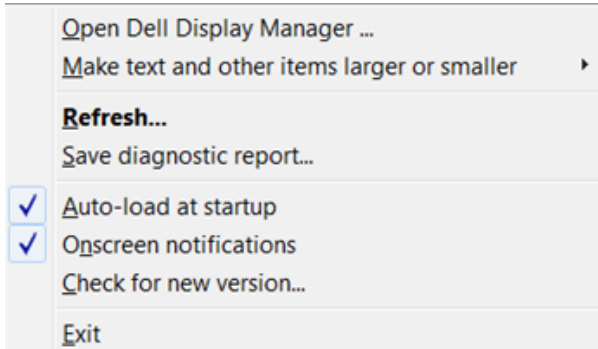 Open Dell Display Manager ...
Make text and other items larger or smaller
Refresh...
Save diagnostic report...
Auto-load at startup
Onscreen notifications
Check for new version...
Exit